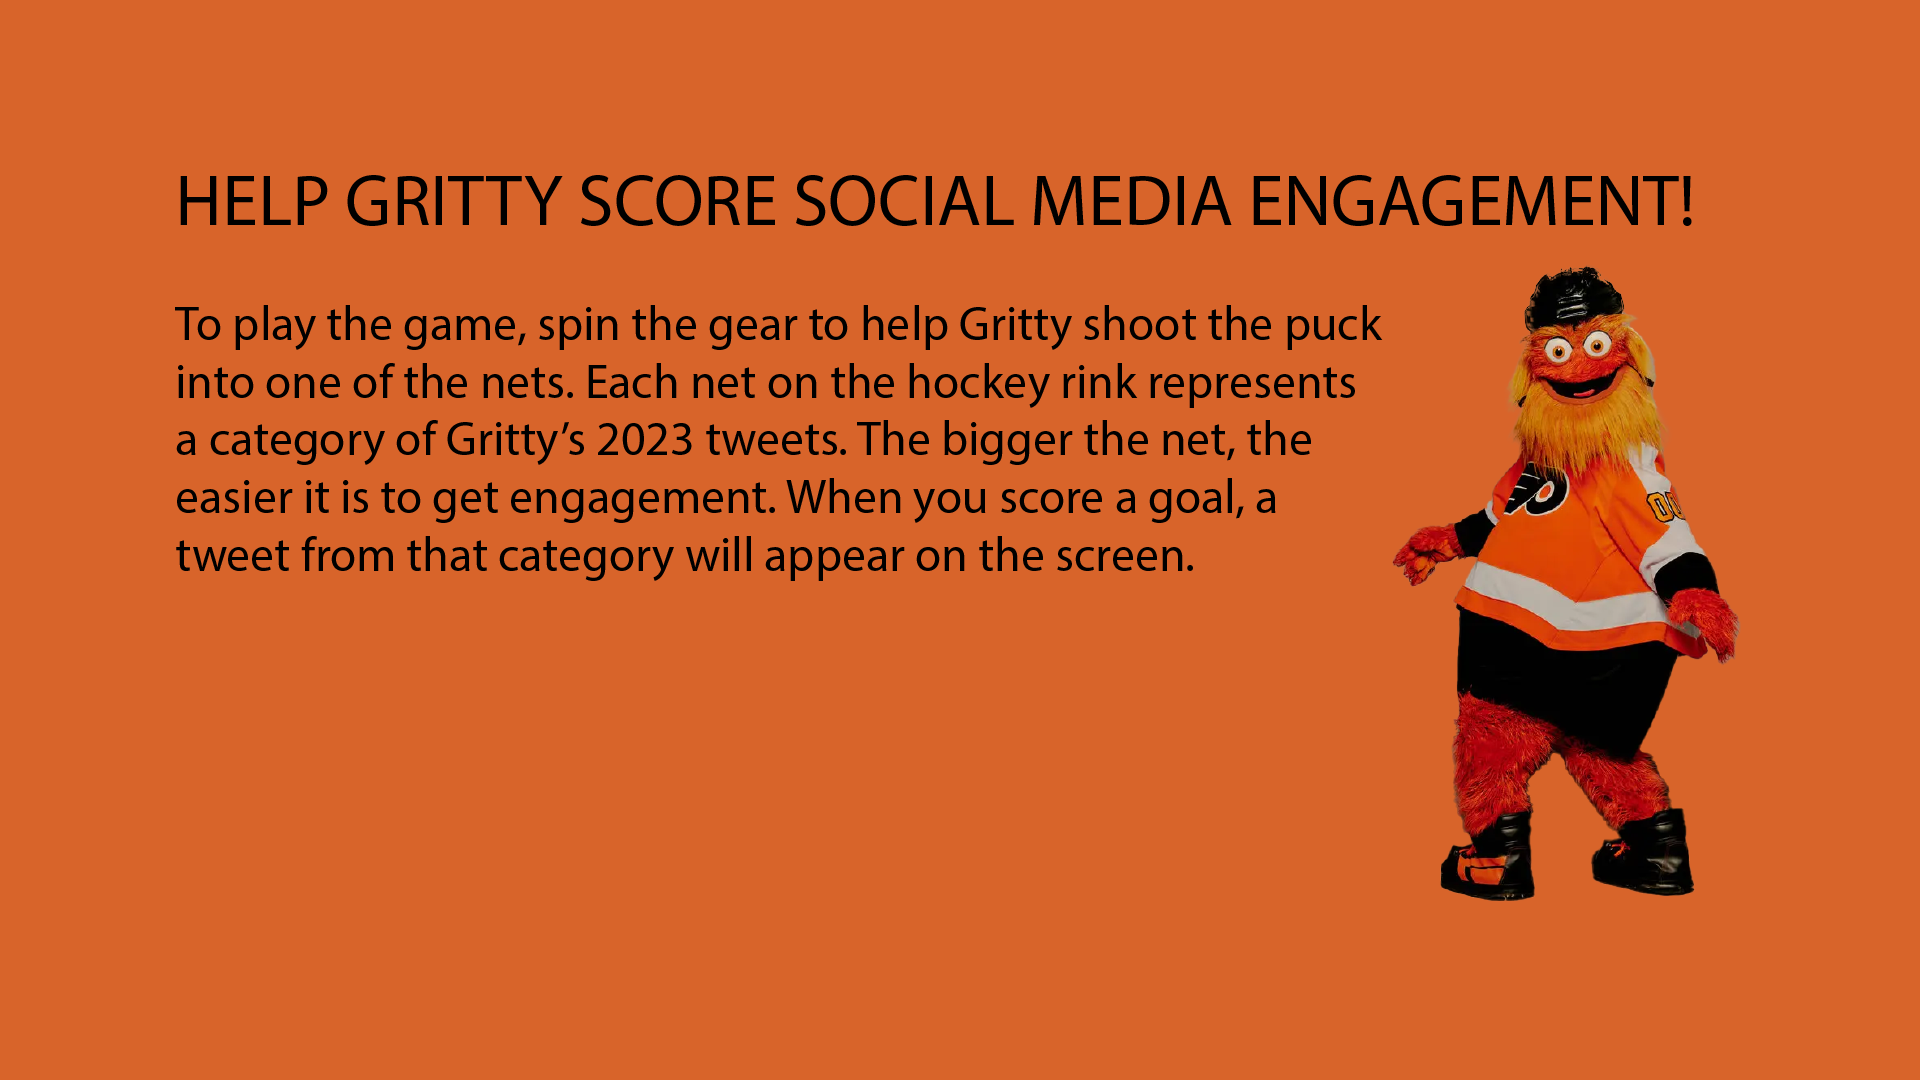 HELP GRITTY SCORE SOCIAL MEDIA ENGAGEMENT!
To play the game, spin the gear to help Gritty shoot the puck
into one of the nets. Each net on the hockey rink represents
a category of Gritty’s 2023 tweets. The bigger the net, the
easier it is to get engagement. When you score a goal, a
tweet from that category will appear on the screen.
00